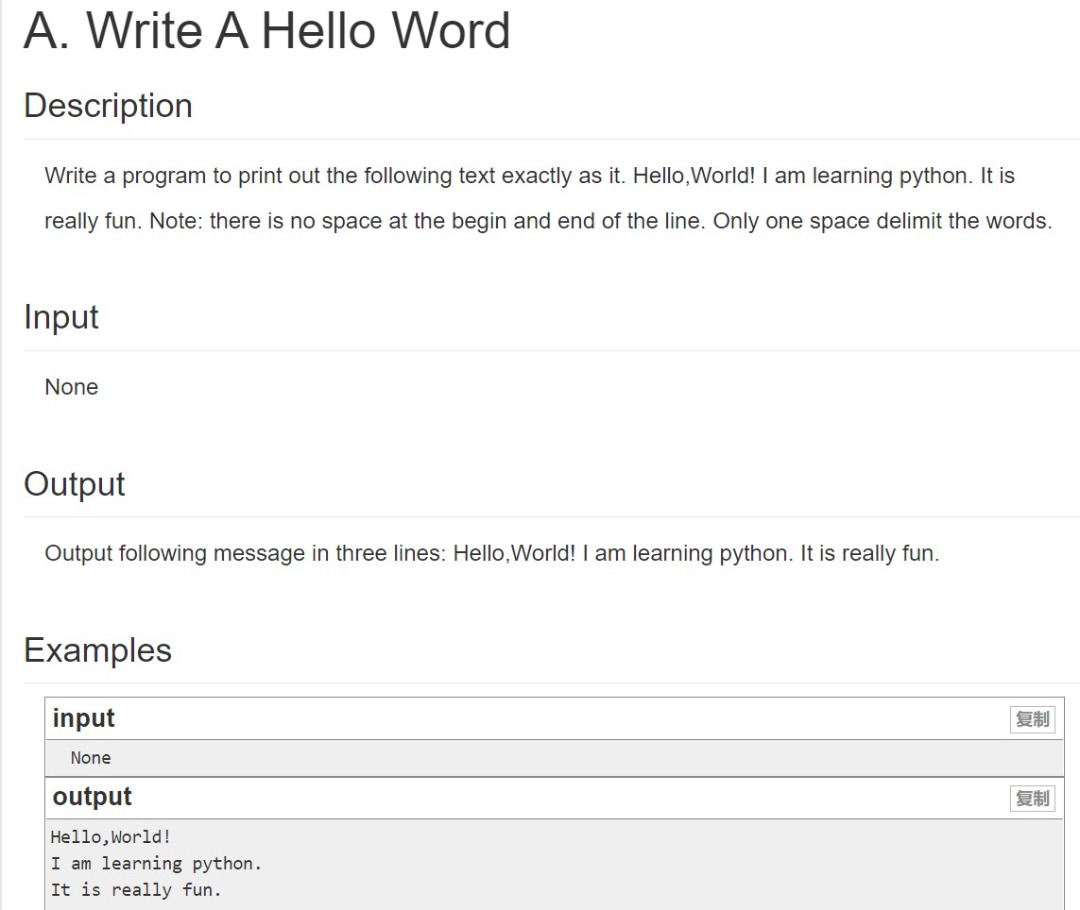 A. Write A Hello Word
Description
Write a program to print out the following text exactly as it. Hello,World! I am learning python. It is
really fun. Note: there is no space at the begin and end of the line. Only one space delimit the words.
Input
None
Output
Output following message in three lines: Hello,World! I am learning python. It is really fun.
Examples
input 复制
None
output 复制
Hello,World!
I am learning python.
It is really fun.